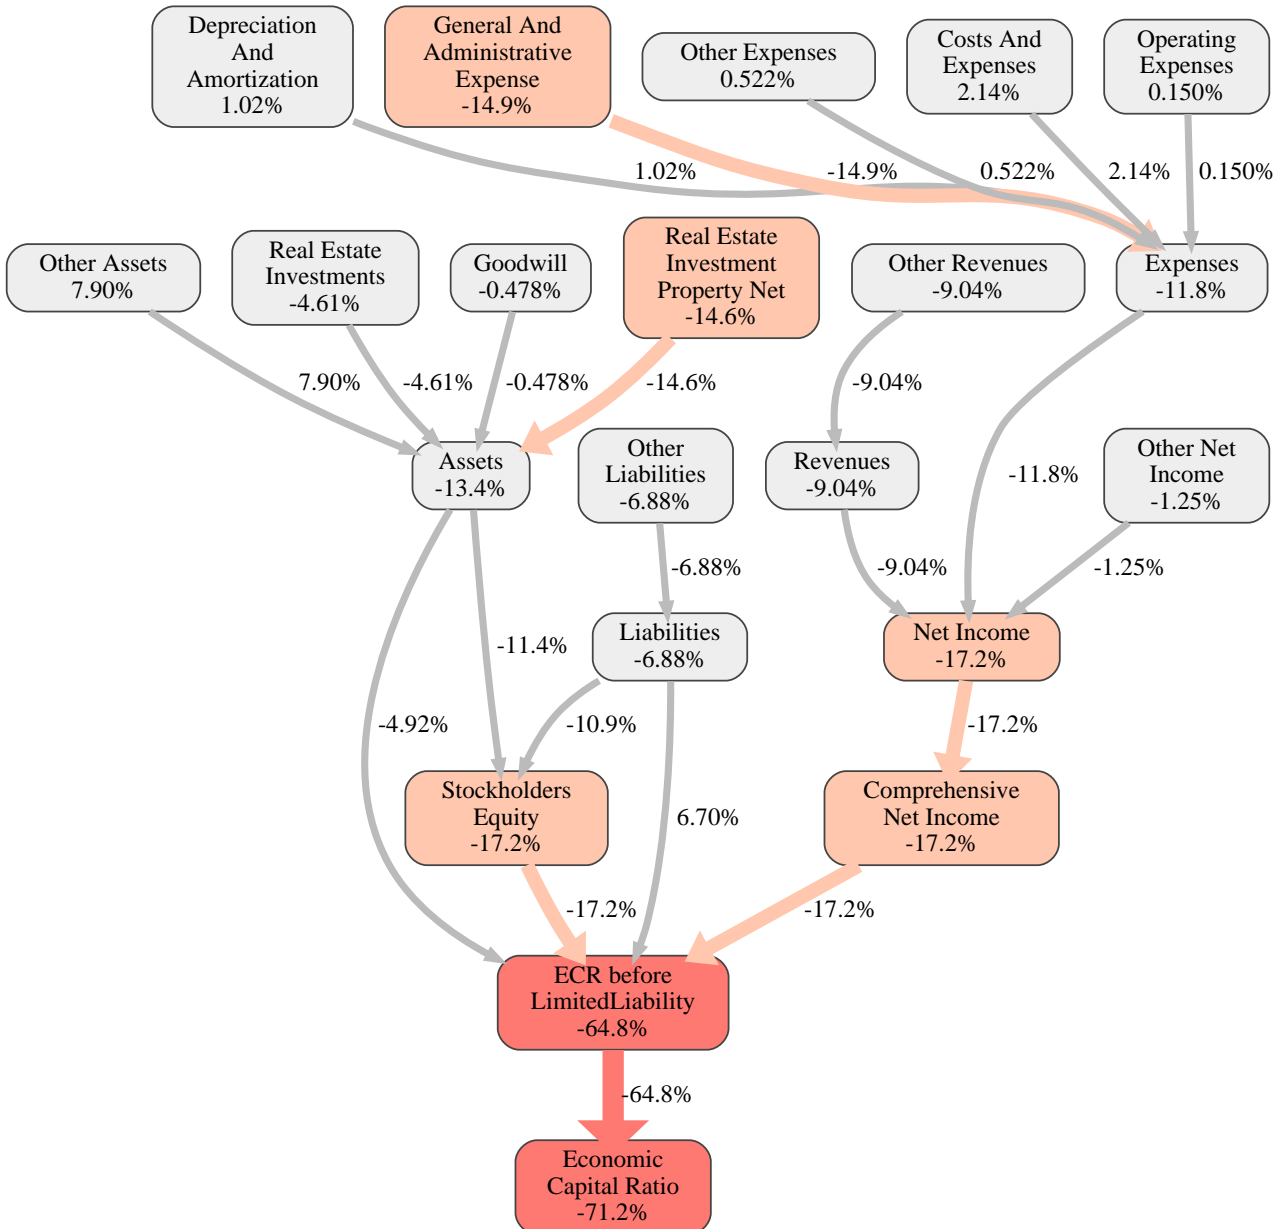 Depreciation
And
Amortization
1.02%
General And
Administrative
Expense
-14.9%
Other Expenses
0.522%
Costs And
Expenses
2.14%
Operating
Expenses
0.150%
1.02%
-14.9%
0.522%
2.14%
0.150%
Other Assets
7.90%
Real Estate
Investments
-4.61%
Goodwill
-0.478%
Real Estate
Investment
Property Net
-14.6%
Other Revenues
-9.04%
Expenses
-11.8%
7.90%
-4.61%
-0.478%
-14.6%
-9.04%
-11.8%
Assets
-13.4%
Other
Liabilities
-6.88%
Revenues
-9.04%
Other Net
Income
-1.25%
-6.88%
-9.04%
-1.25%
-11.4%
Liabilities
-6.88%
Net Income
-17.2%
-4.92%
-10.9%
-17.2%
Stockholders
Equity
-17.2%
6.70%
Comprehensive
Net Income
-17.2%
-17.2%
-17.2%
ECR before
LimitedLiability
-64.8%
-64.8%
Economic
Capital Ratio
-71.2%